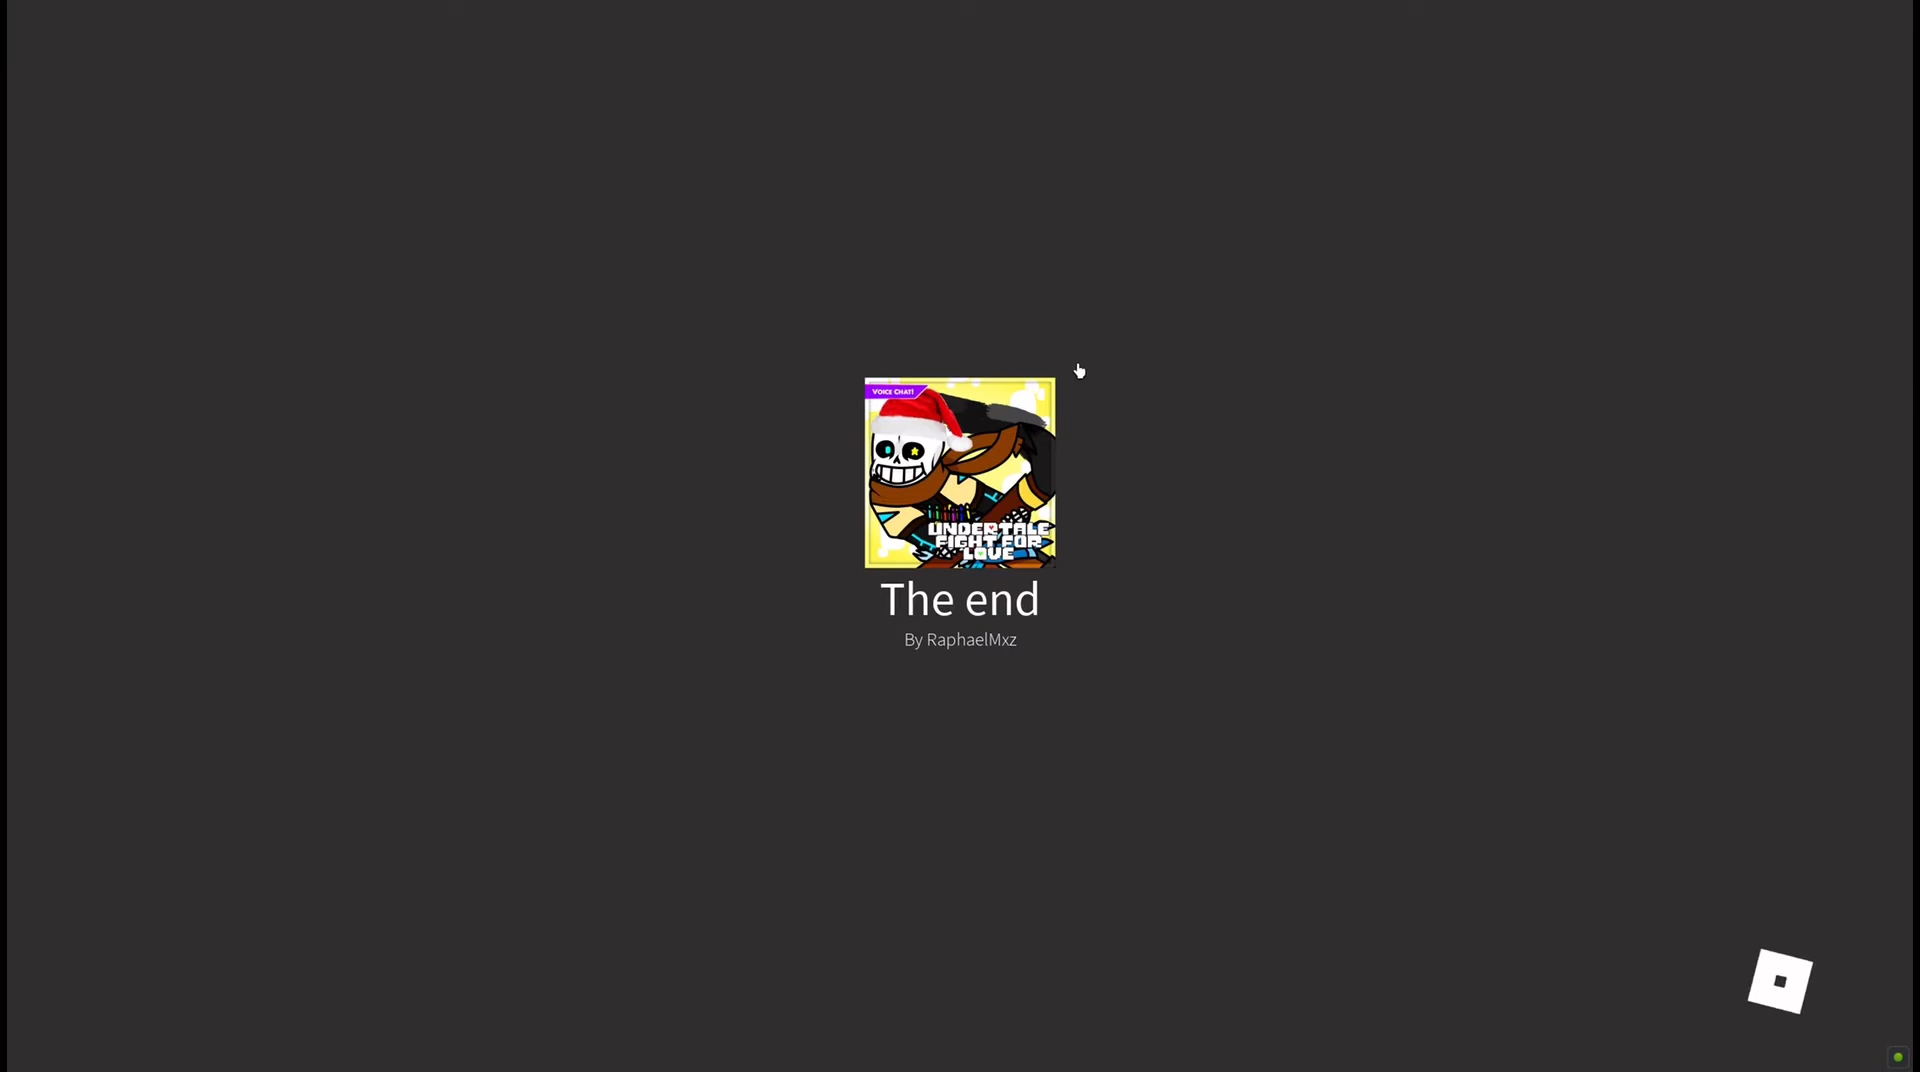 VOICE CHAT!
UNDERTALE
FIGHT FOR
LOVE
The end
By RaphaelMxz